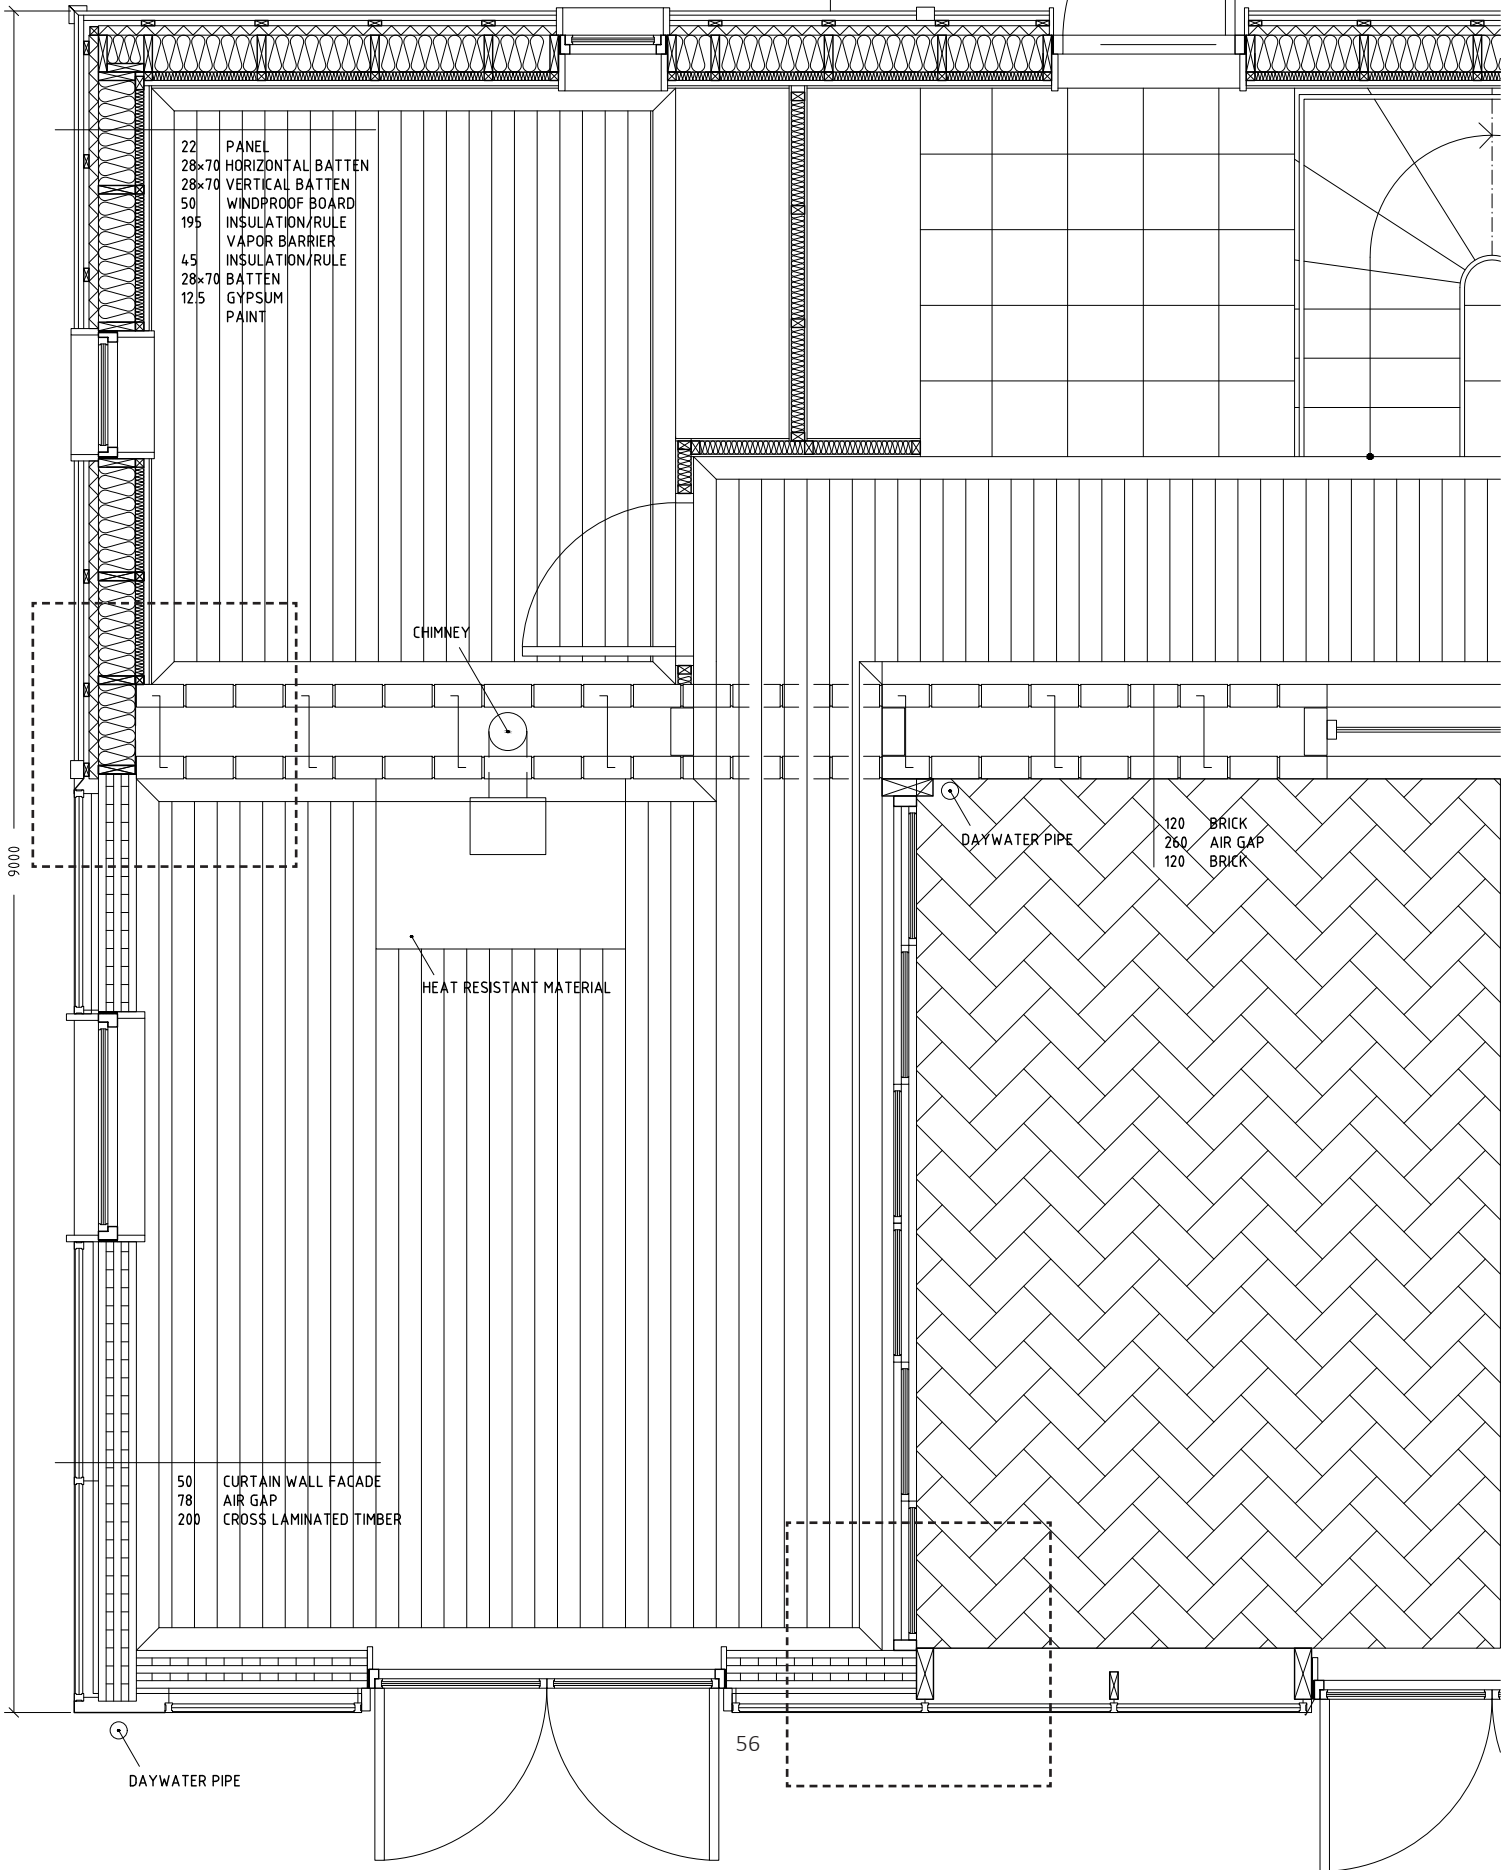 22 PANEL
28×70 HORIZONTAL BATTEN
28×70 VERTICAL BATTEN
50 WINDPROOF BOARD
195 INSULATION/RULE
VAPOR BARRIER
45 INSULATION/RULE
28×70 BATTEN
12.5 GYPSUM
PAINT
CHIMNEY
9000
DAYWATER PIPE
120 BRICK
260 AIR GAP
120 BRICK
HEAT RESISTANT MATERIAL
50 CURTAIN WALL FACADE
78 AIR GAP
200 CROSS LAMINATED TIMBER
56
DAYWATER PIPE